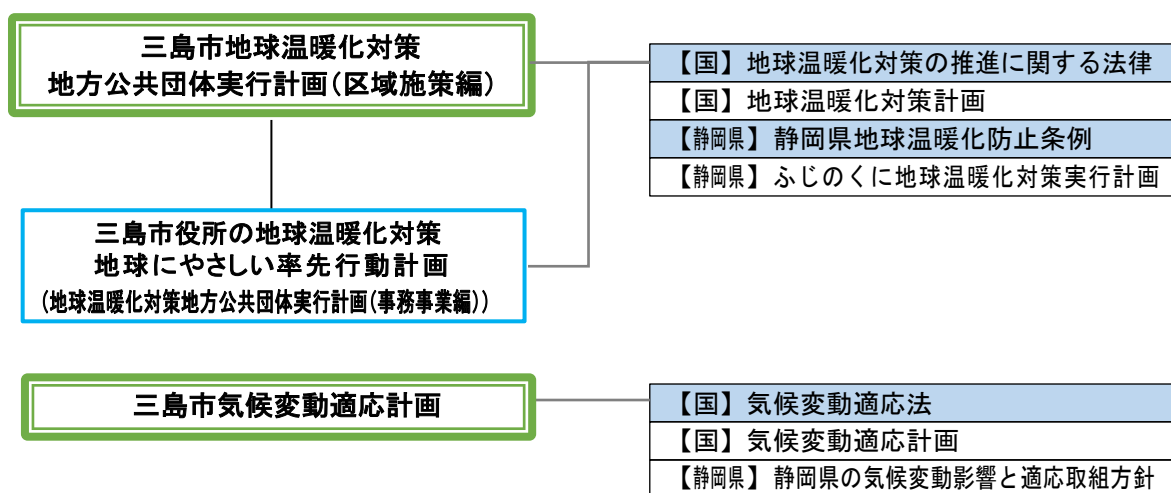 三島市地球温暖化対策
地方公共団体実行計画(区域施策編)
【国】地球温暖化対策の推進に関する法律
【国】地球温暖化対策計画
【静岡県】静岡県地球温暖化防止条例
【静岡県】ふじのくに地球温暖化対策実行計画
三島市役所の地球温暖化対策
地球にやさしい率先行動計画
(地球温暖化対策地方公共団体実行計画(事務事業編))
三島市気候変動適応計画
【国】気候変動適応法
【国】気候変動適応計画
【静岡県】静岡県の気候変動影響と適応取組方針